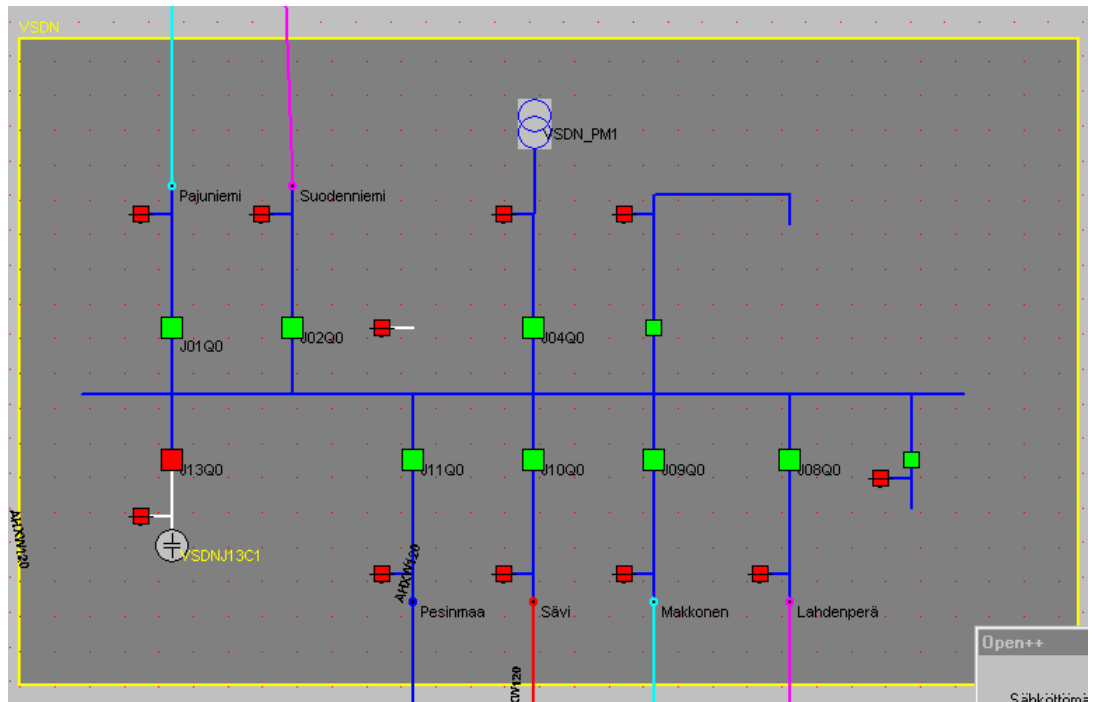 VSDN
VSDN_PM1
Pajuniemi
Suodenniemi
J01Q0
J02Q0
J04Q0
J13Q0
J11Q0
J10Q0
J09Q0
J08Q0
AHXW120
VSDNJ13C1
AHXW120
Pesinmaa
Sävi
Makkonen
Lahdenperä
Open++